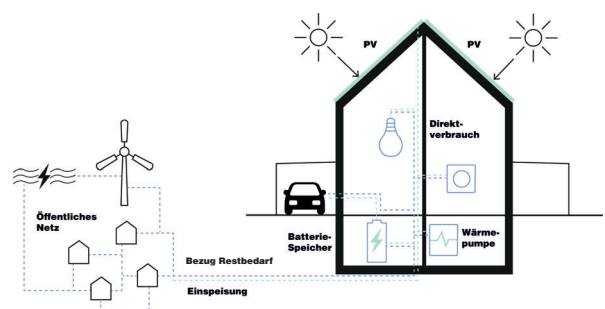 PV
PV
Direkt-
verbrauch
Öffentliches
Netz
Batterie-
Speicher
Wärme-
pumpe
Bezug Restbedarf
Einspeisung